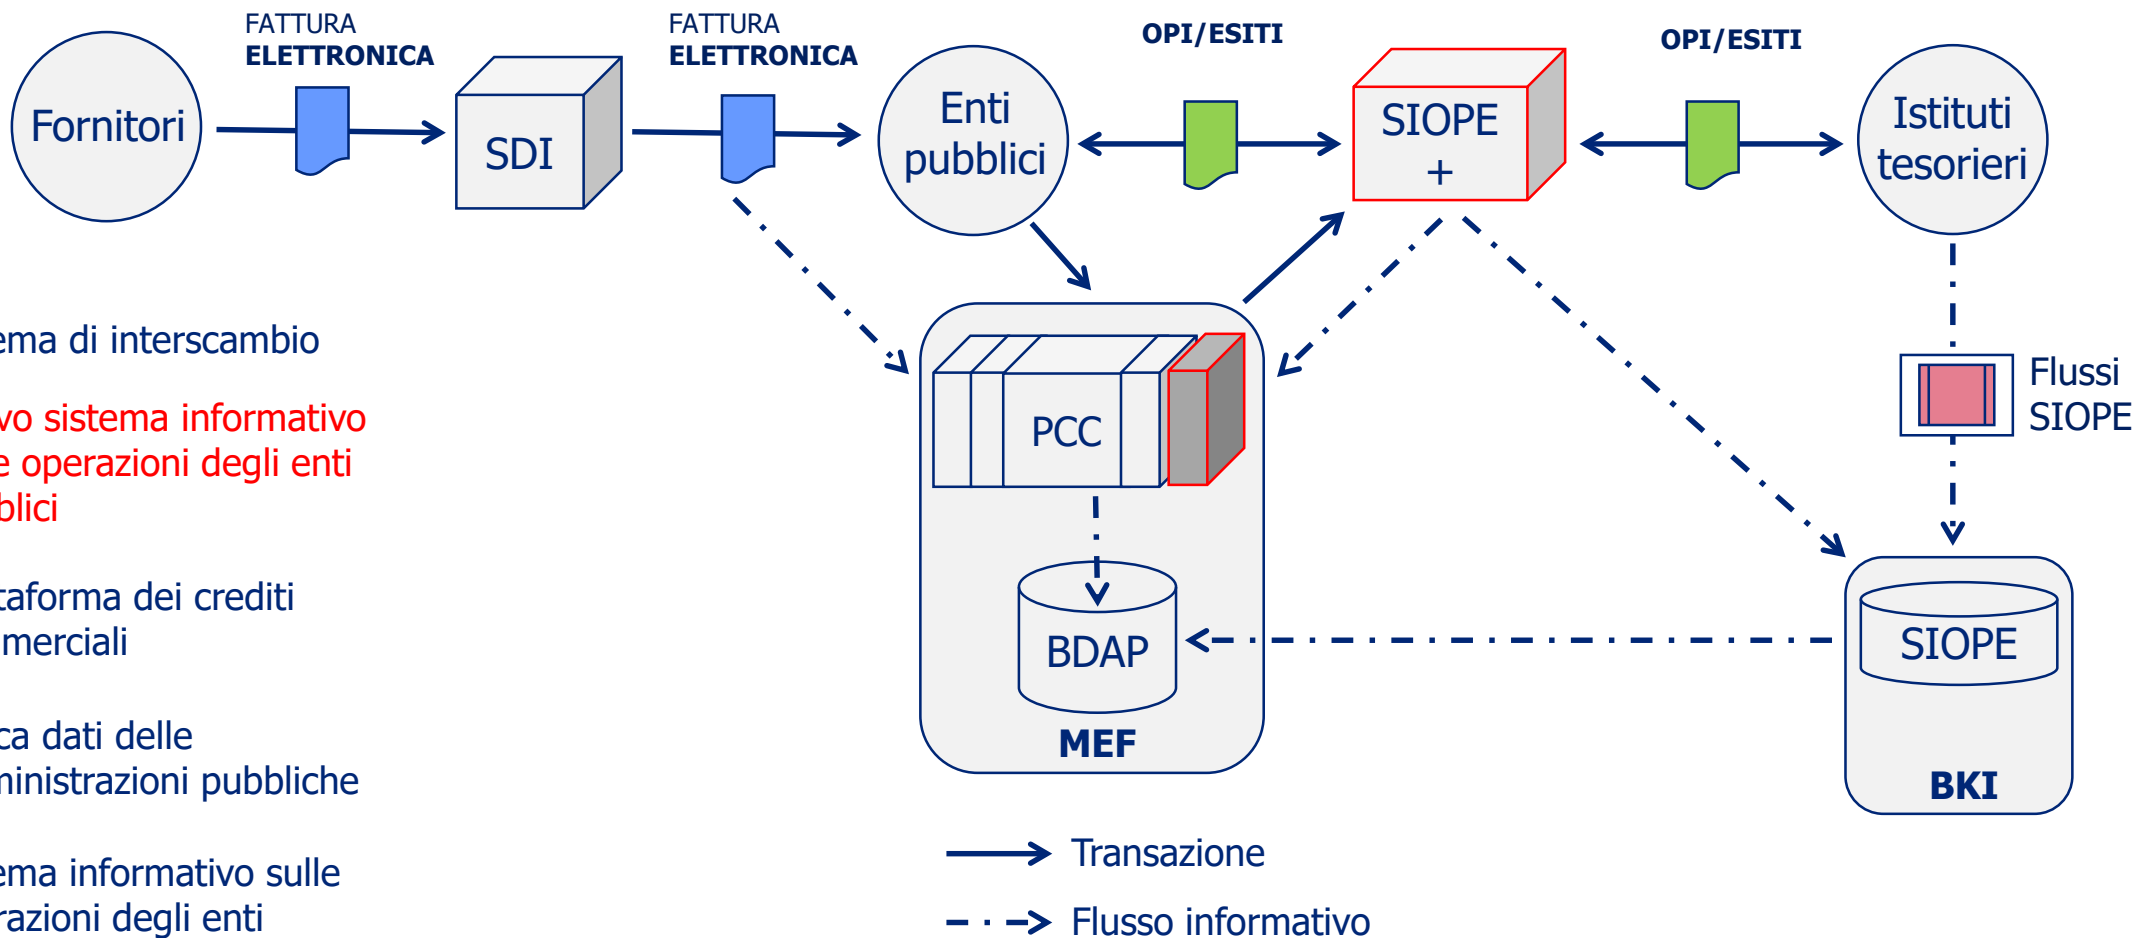 FATTURA
ELETTRONICA
FATTURA
ELETTRONICA
OPI/ESITI
OPI/ESITI
Fornitori
SDI
Enti
pubblici
SIOPE
+
Istituti
tesorieri
ema di interscambio
vo sistema informativo
e operazioni degli enti
blici
taforma dei crediti
merciali
ca dati delle
ministrazioni pubbliche
ema informativo sulle
razioni degli enti
PCC
BDAP
MEF
Flussi
SIOPE
SIOPE
BKI
Transazione
Flusso informativo